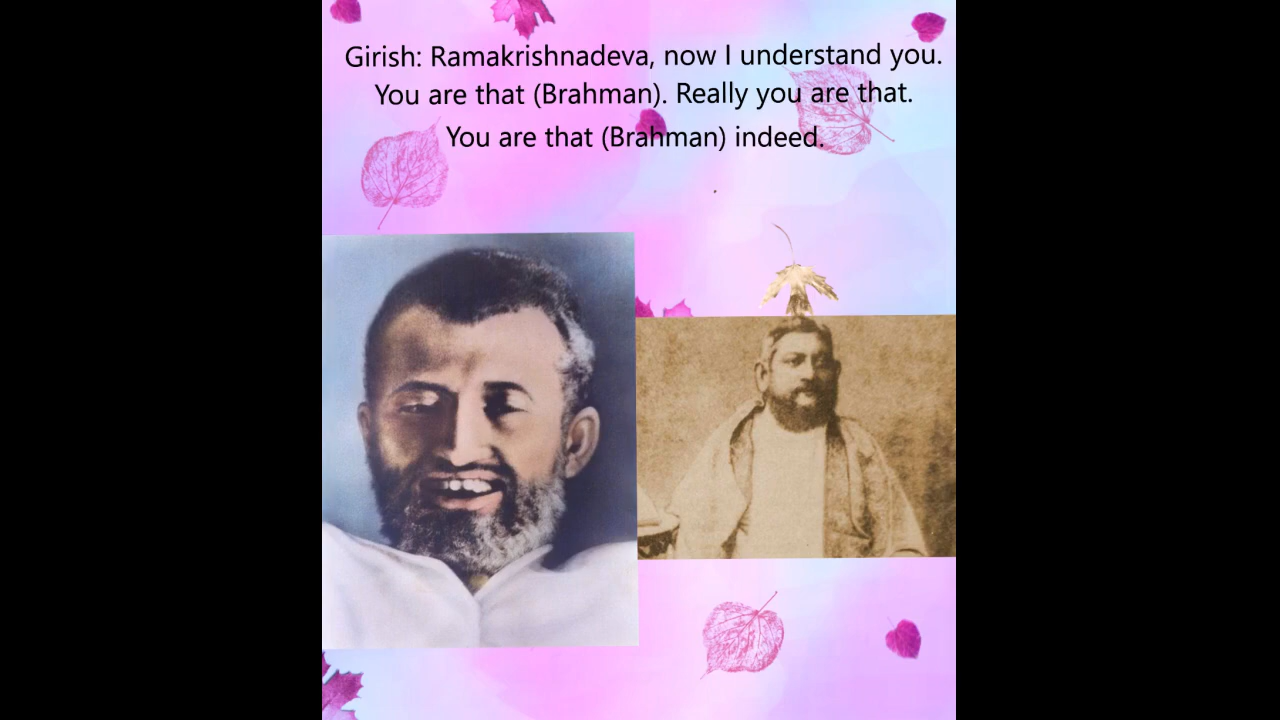 Girish: Ramakrishnadeva, now I understand you.
You are that (Brahman). Really you are that.
You are that (Brahman) indeed.